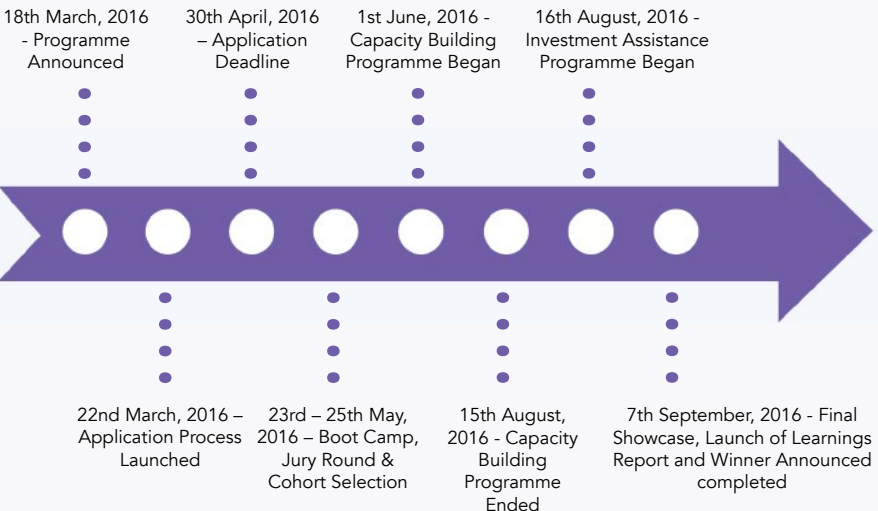 18th March, 2016
- Programme
Announced
30th April, 2016
– Application
Deadline
1st June, 2016 -
Capacity Building
Programme Began
16th August, 2016 -
Investment Assistance
Programme Began
22nd March, 2016 –
Application Process
Launched
23rd – 25th May,
2016 – Boot Camp,
Jury Round &
Cohort Selection
15th August,
2016 - Capacity
Building
Programme
Ended
7th September, 2016 - Final
Showcase, Launch of Learnings
Report and Winner Announced
completed